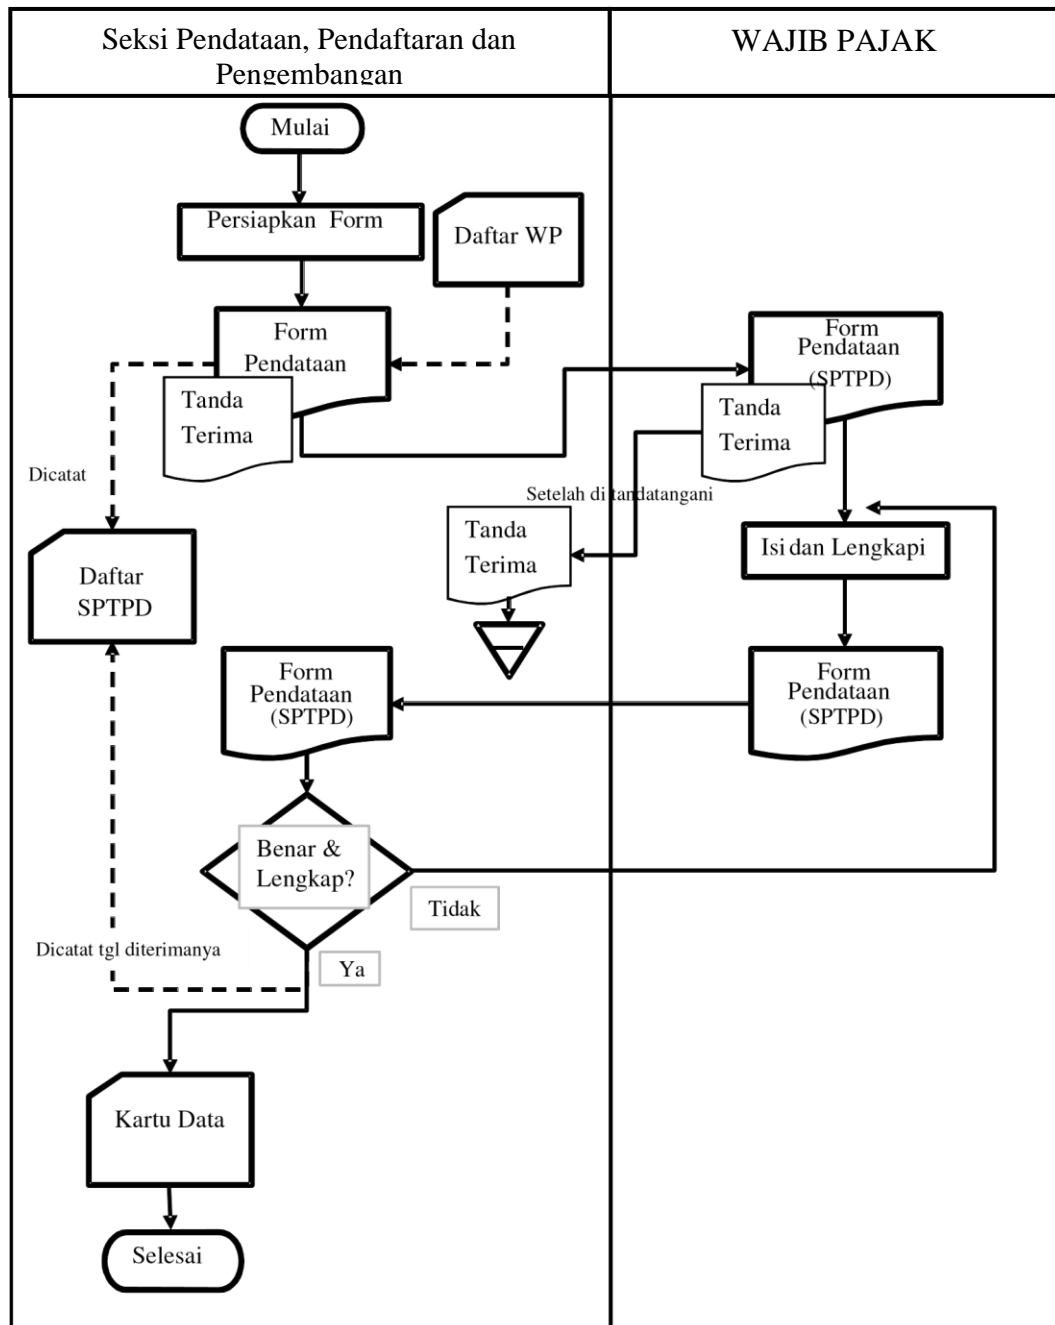 Seksi Pendataan, Pendaftaran dan
Pengembangan
WAJIB PAJAK
Mulai
Persiapkan Form
Daftar WP
Form
Pendataan
Tanda
Terima
Form
Pendataan
(SPTPD)
Tanda
Terima
Dicatat
Setelah di tandatangani
Tanda
Terima
Isi dan Lengkapi
Daftar
SPTPD
Form
Pendataan
(SPTPD)
Form
Pendataan
(SPTPD)
Benar &
Lengkap?
Tidak
Dicatat tgl diterimanya
Ya
Kartu Data
Selesai